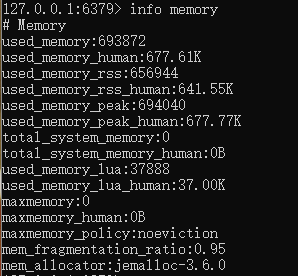 127.0.0.1:6379> info memory
# Memory
used_memory:693872
used_memory_human:677.61K
used_memory_rss:656944
used_memory_rss_human:641.55K
used_memory_peak:694040
used_memory_peak_human:677.77K
total_system_memory:0
total_system_memory_human:0B
used_memory_lua:37888
used_memory_lua_human:37.00K
maxmemory:0
maxmemory_human:0B
maxmemory_policy:noeviction
mem_fragmentation_ratio:0.95
mem_allocator:jemalloc-3.6.0